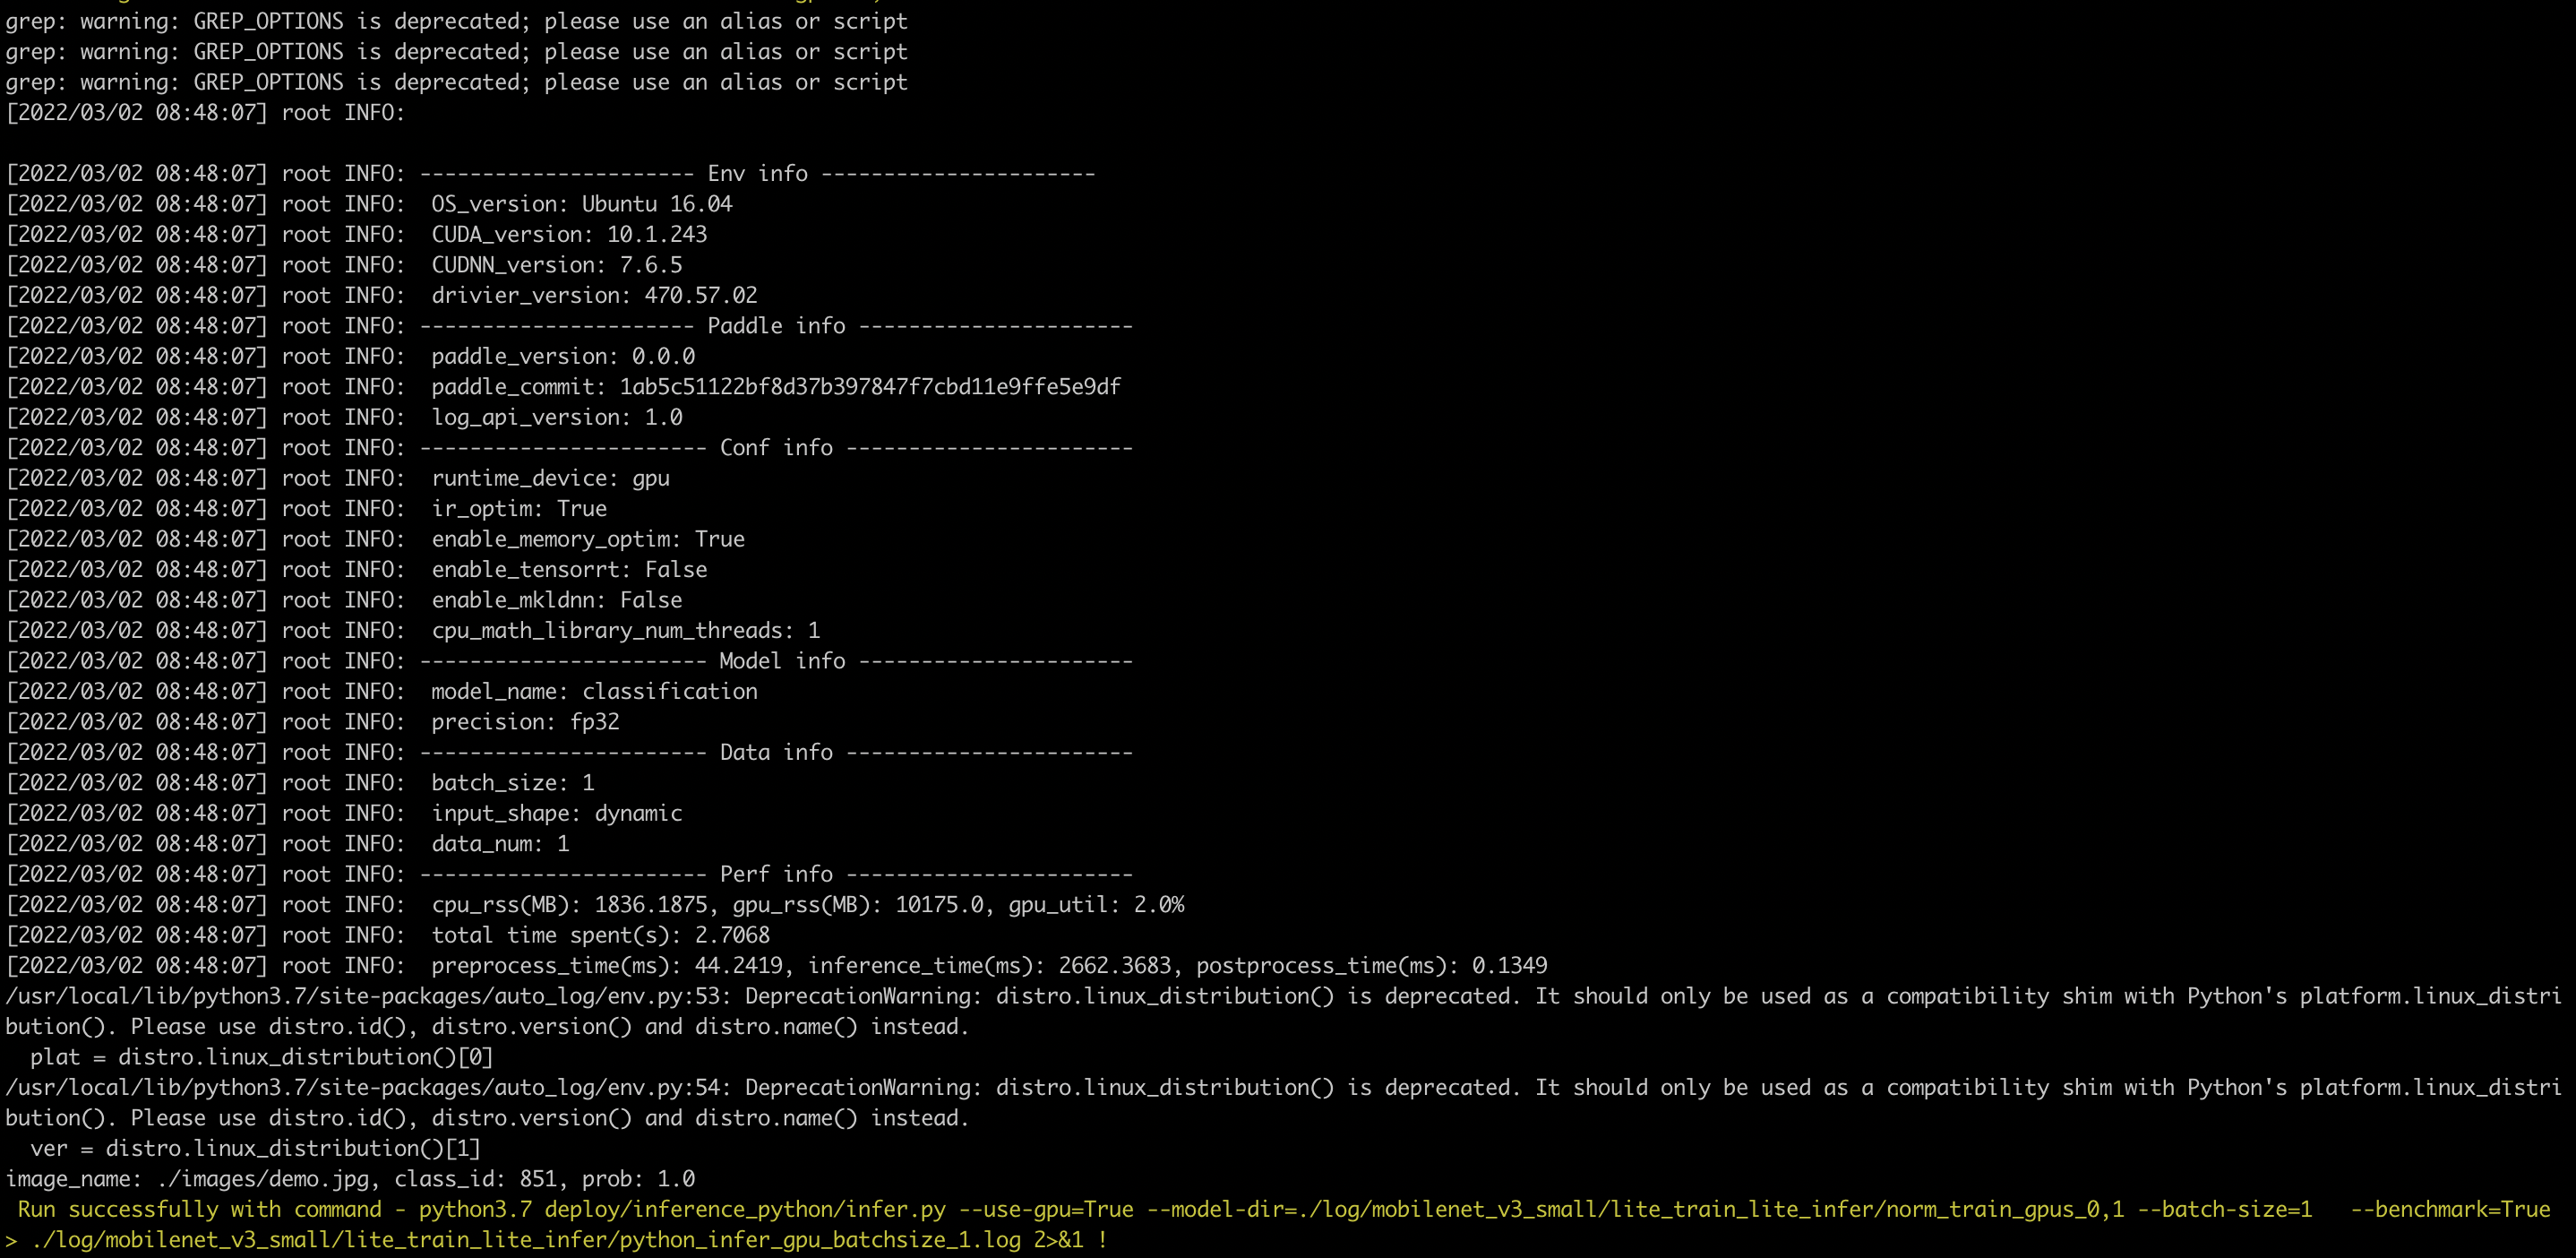 grep: warning: GREP_OPTIONS is deprecated; please use an alias or script
grep: warning: GREP_OPTIONS is deprecated; please use an alias or script
grep: warning: GREP_OPTIONS is deprecated; please use an alias or script
[2022/03/02 08:48:07] root INFO:
[2022/03/02 08:48:07] root INFO: ---------------------- Env info ----------------------
[2022/03/02 08:48:07] root INFO:  OS_version: Ubuntu 16.04
[2022/03/02 08:48:07] root INFO:  CUDA_version: 10.1.243
[2022/03/02 08:48:07] root INFO:  CUDNN_version: 7.6.5
[2022/03/02 08:48:07] root INFO:  drivier_version: 470.57.02
[2022/03/02 08:48:07] root INFO: ---------------------- Paddle info ----------------------
[2022/03/02 08:48:07] root INFO:  paddle_version: 0.0.0
[2022/03/02 08:48:07] root INFO:  paddle_commit: 1ab5c51122bf8d37b397847f7cbd11e9ffe5e9df
[2022/03/02 08:48:07] root INFO:  log_api_version: 1.0
[2022/03/02 08:48:07] root INFO: ----------------------- Conf info -----------------------
[2022/03/02 08:48:07] root INFO:  runtime_device: gpu
[2022/03/02 08:48:07] root INFO:  ir_optim: True
[2022/03/02 08:48:07] root INFO:  enable_memory_optim: True
[2022/03/02 08:48:07] root INFO:  enable_tensorrt: False
[2022/03/02 08:48:07] root INFO:  enable_mkldnn: False
[2022/03/02 08:48:07] root INFO:  cpu_math_library_num_threads: 1
[2022/03/02 08:48:07] root INFO: ----------------------- Model info ----------------------
[2022/03/02 08:48:07] root INFO:  model_name: classification
[2022/03/02 08:48:07] root INFO:  precision: fp32
[2022/03/02 08:48:07] root INFO: ----------------------- Data info -----------------------
[2022/03/02 08:48:07] root INFO:  batch_size: 1
[2022/03/02 08:48:07] root INFO:  input_shape: dynamic
[2022/03/02 08:48:07] root INFO:  data_num: 1
[2022/03/02 08:48:07] root INFO: ----------------------- Perf info -----------------------
[2022/03/02 08:48:07] root INFO:  cpu_rss(MB): 1836.1875, gpu_rss(MB): 10175.0, gpu_util: 2.0%
[2022/03/02 08:48:07] root INFO:  total time spent(s): 2.7068
[2022/03/02 08:48:07] root INFO:  preprocess_time(ms): 44.2419, inference_time(ms): 2662.3683, postprocess_time(ms): 0.1349
/usr/local/lib/python3.7/site-packages/auto_log/env.py:53: DeprecationWarning: distro.linux_distribution() is deprecated. It should only be used as a compatibility shim with Python's platform.linux_distri
bution(). Please use distro.id(), distro.version() and distro.name() instead.
  plat = distro.linux_distribution()[0]
/usr/local/lib/python3.7/site-packages/auto_log/env.py:54: DeprecationWarning: distro.linux_distribution() is deprecated. It should only be used as a compatibility shim with Python's platform.linux_distri
bution(). Please use distro.id(), distro.version() and distro.name() instead.
  ver = distro.linux_distribution()[1]
image_name: ./images/demo.jpg, class_id: 851, prob: 1.0
 Run successfully with command - python3.7 deploy/inference_python/infer.py --use-gpu=True --model-dir=./log/mobilenet_v3_small/lite_train_lite_infer/norm_train_gpus_0,1 --batch-size=1   --benchmark=True
> ./log/mobilenet_v3_small/lite_train_lite_infer/python_infer_gpu_batchsize_1.log 2>&1 !